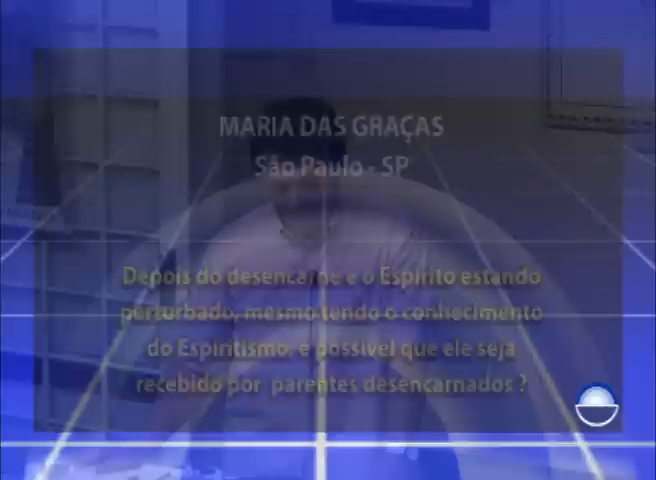 MARIA DAS GRAÇAS
São Paulo - SP
Depois do desencarne e o Espírito estando
perturbado, mesmo tendo o conhecimento
do Espiritismo, é possível que ele seja
recebido por parentes desencarnados ?